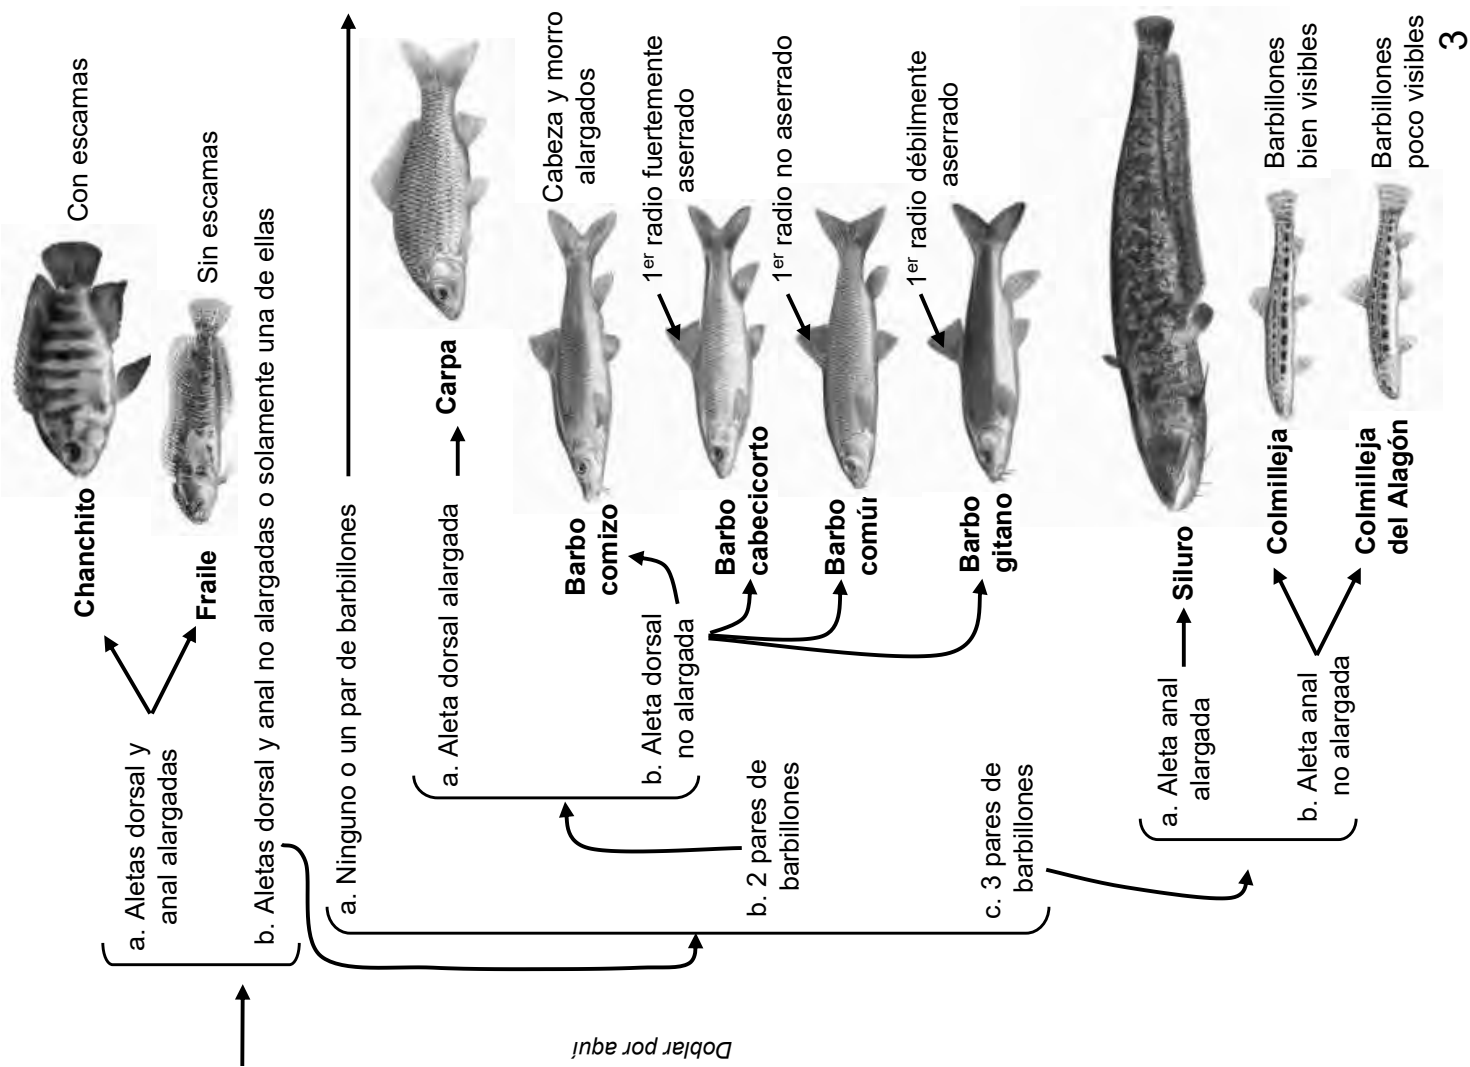 a. Aletas dorsal y
anal alargadas
Chanchito
Con escamas
Fraile
Sin escamas
b. Aletas dorsal y anal no alargadas o solamente una de ellas
a. Ninguno o un par de barbillones
a. Aleta dorsal alargada
Carpa
b. Aleta dorsal
no alargada
Barbo
comizo
Cabeza y morro
alargados
Barbo
cabecicorto
1er radio fuertemente
aserrado
Barbo
común
1er radio no aserrado
Barbo
gitano
1er radio débilmente
aserrado
b. 2 pares de
barbillones
c. 3 pares de
barbillones
a. Aleta anal
alargada
Siluro
b. Aleta anal
no alargada
Colmilleja
Barbillones
bien visibles
Colmilleja
del Alagón
Barbillones
poco visibles
Doblar por aquí
3